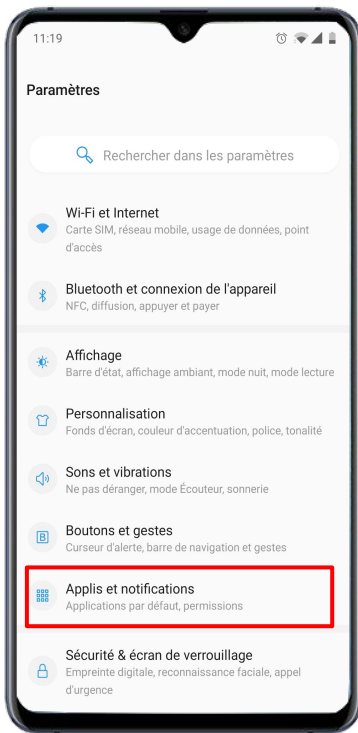 11:19
Paramètres
Rechercher dans les paramètres
Wi-Fi et Internet
Carte SIM, réseau mobile, usage de données, point
d'accès
Bluetooth et connexion de l'appareil
NFC, diffusion, appuyer et payer
Affichage
Barre d'état, affichage ambiant, mode nuit, mode lecture
Personnalisation
Fonds d'écran, couleur d'accentuation, police, tonalité
Sons et vibrations
Ne pas déranger, mode Écouteur, sonnerie
B
Boutons et gestes
Curseur d'alerte, barre de navigation et gestes
Applis et notifications
Applications par défaut, permissions
Sécurité & écran de verrouillage
Empreinte digitale, reconnaissance faciale, appel
d'urgence